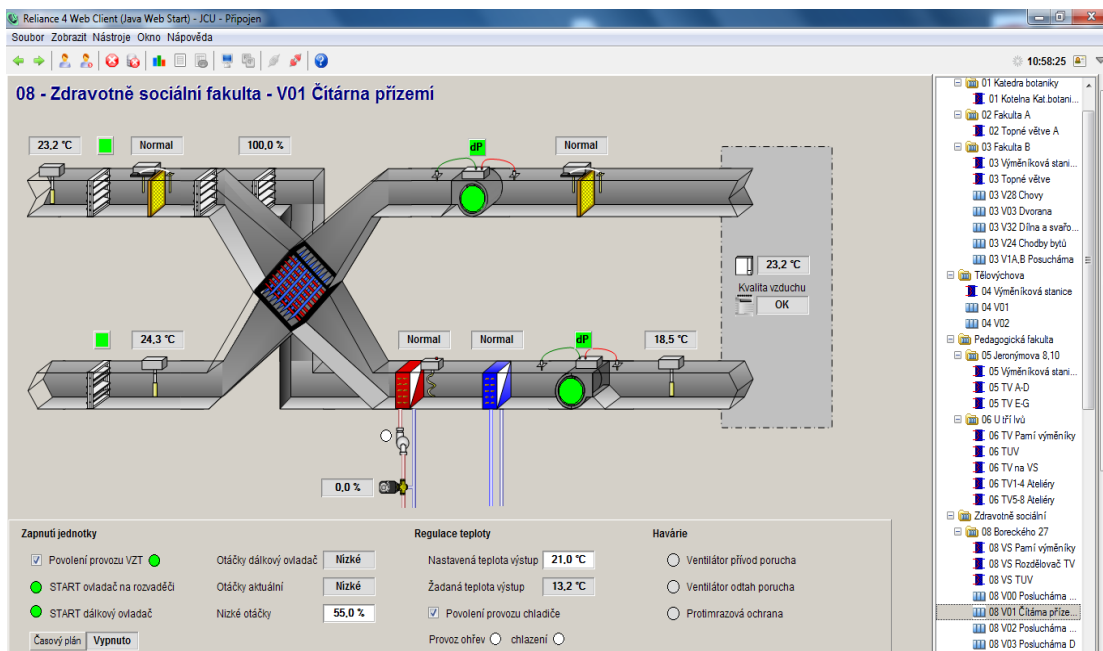 Reliance 4 Web Client (Java Web Start) - JCU - Připojen
Soubor Zobrazit Nástroje Okno Nápověda
10:58:25
08 - Zdravotně sociální fakulta - V01 Čítárna přízemí
23,2 °C Normal 100,0 % dP Normal
23,2 °C
Kvalita vzduchu
OK
24,3 °C Normal Normal dP 18,5 °C
0,0 %
Zapnutí jednotky
Povolení provozu VZT
START ovladač na rozvaděči
START dálkový ovladač
Časový plán Vypnuto
Otáčky dálkový ovladač Nízké
Otáčky aktuální Nízké
Nízké otáčky 55,0 %
Regulace teploty
Nastavená teplota výstup 21,0 °C
Žadaná teplota výstup 13,2 °C
Povolení provozu chladiče
Provoz ohřev chlazení
Havárie
Ventilátor přívod porucha
Ventilátor odtah porucha
Protimrazová ochrana
01 Katedra botaniky
01 Kotelna Kat.botani...
02 Fakulta A
02 Topné větve A
03 Fakulta B
03 Výměníková stani...
03 Topné větve
03 V28 Chovy
03 V03 Dvorana
03 V32 Dílna a svařo...
03 V24 Chodby bytů
03 V1A,B Posucháma
Tělovýchova
04 Výměníková stanice
04 V01
04 V02
Pedagogická fakulta
05 Jeronýmova 8,10
05 Výměníková stani...
05 TV A-D
05 TV E-G
06 U tří lvů
06 TV Parní výměníky
06 TUV
06 TV na VS
06 TV1-4 Ateliéry
06 TV5-8 Ateliéry
Zdravotně sociální
08 Boreckého 27
08 VS Parní výměníky
08 VS Rozdělovač TV
08 VS TUV
08 V00 Poslucháma ...
08 V01 Čítárna příze...
08 V02 Poslucháma ...
08 V03 Poslucháma D